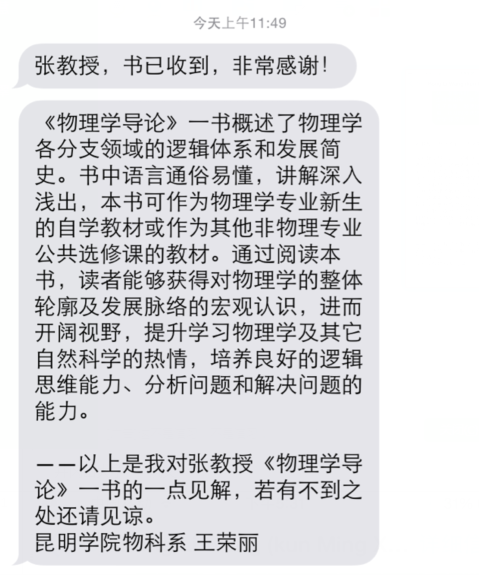 今天上午11:49
张教授，书已收到，非常感谢！
《物理学导论》一书概述了物理学
各分支领域的逻辑体系和发展简
史。书中语言通俗易懂，讲解深入
浅出，本书可作为物理学专业新生
的自学教材或作为其他非物理专业
公共选修课的教材。通过阅读本
书，读者能够获得对物理学的整体
轮廓及发展脉络的宏观认识，进而
开阔视野，提升学习物理学及其它
自然科学的热情，培养良好的逻辑
思维能力、分析问题和解决问题的
能力。
——以上是我对张教授《物理学导
论》一书的一点见解，若有不到之
处还请见谅。
昆明学院物科系 王荣丽